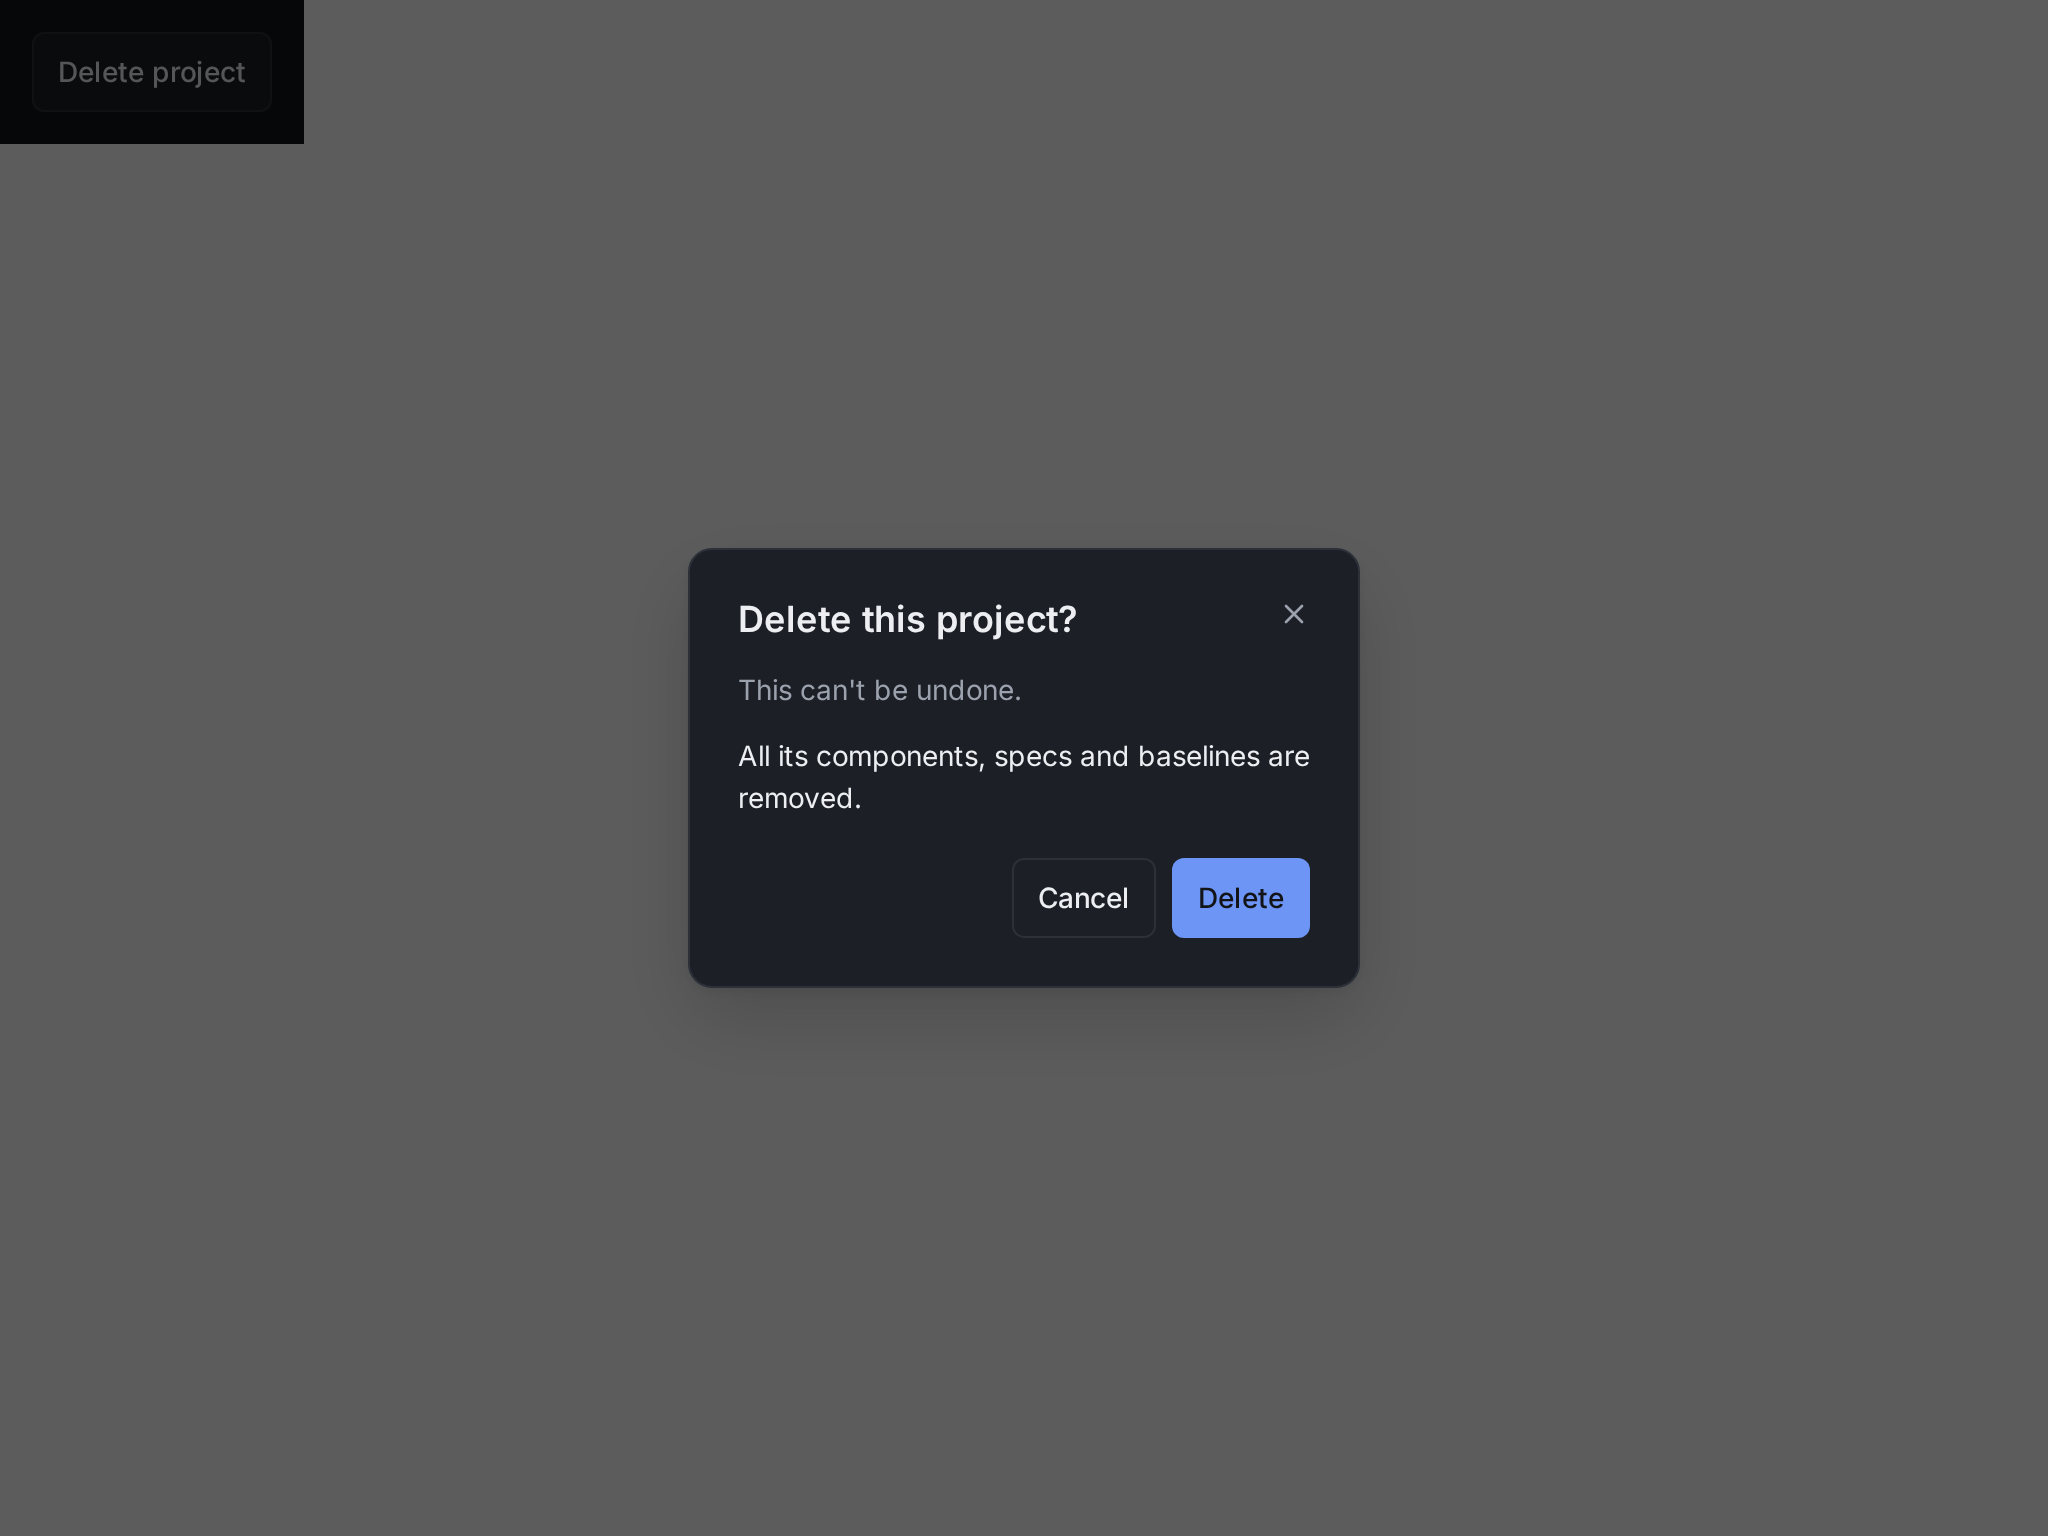 Delete project
Delete this project?
This can't be undone.
All its components, specs and baselines are
removed.
Cancel
Delete